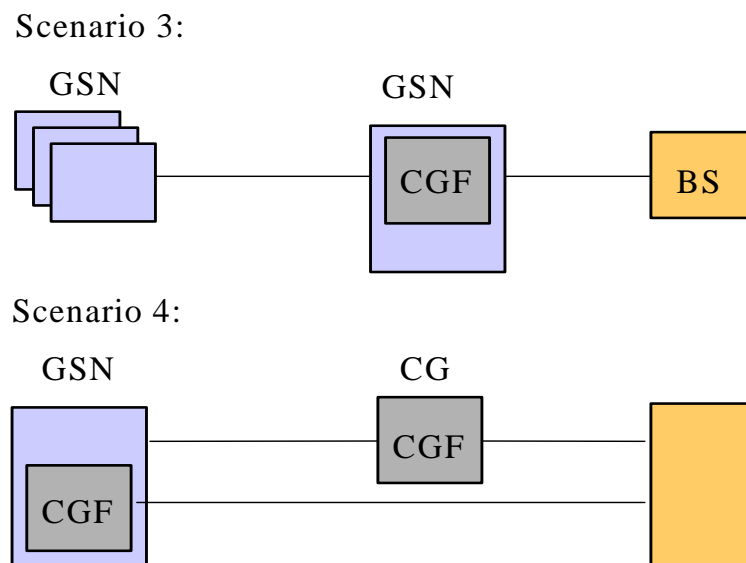 Scenario 3:
GSN GSN
CGF BS
Scenario 4:
GSN CG
CGF
CGF